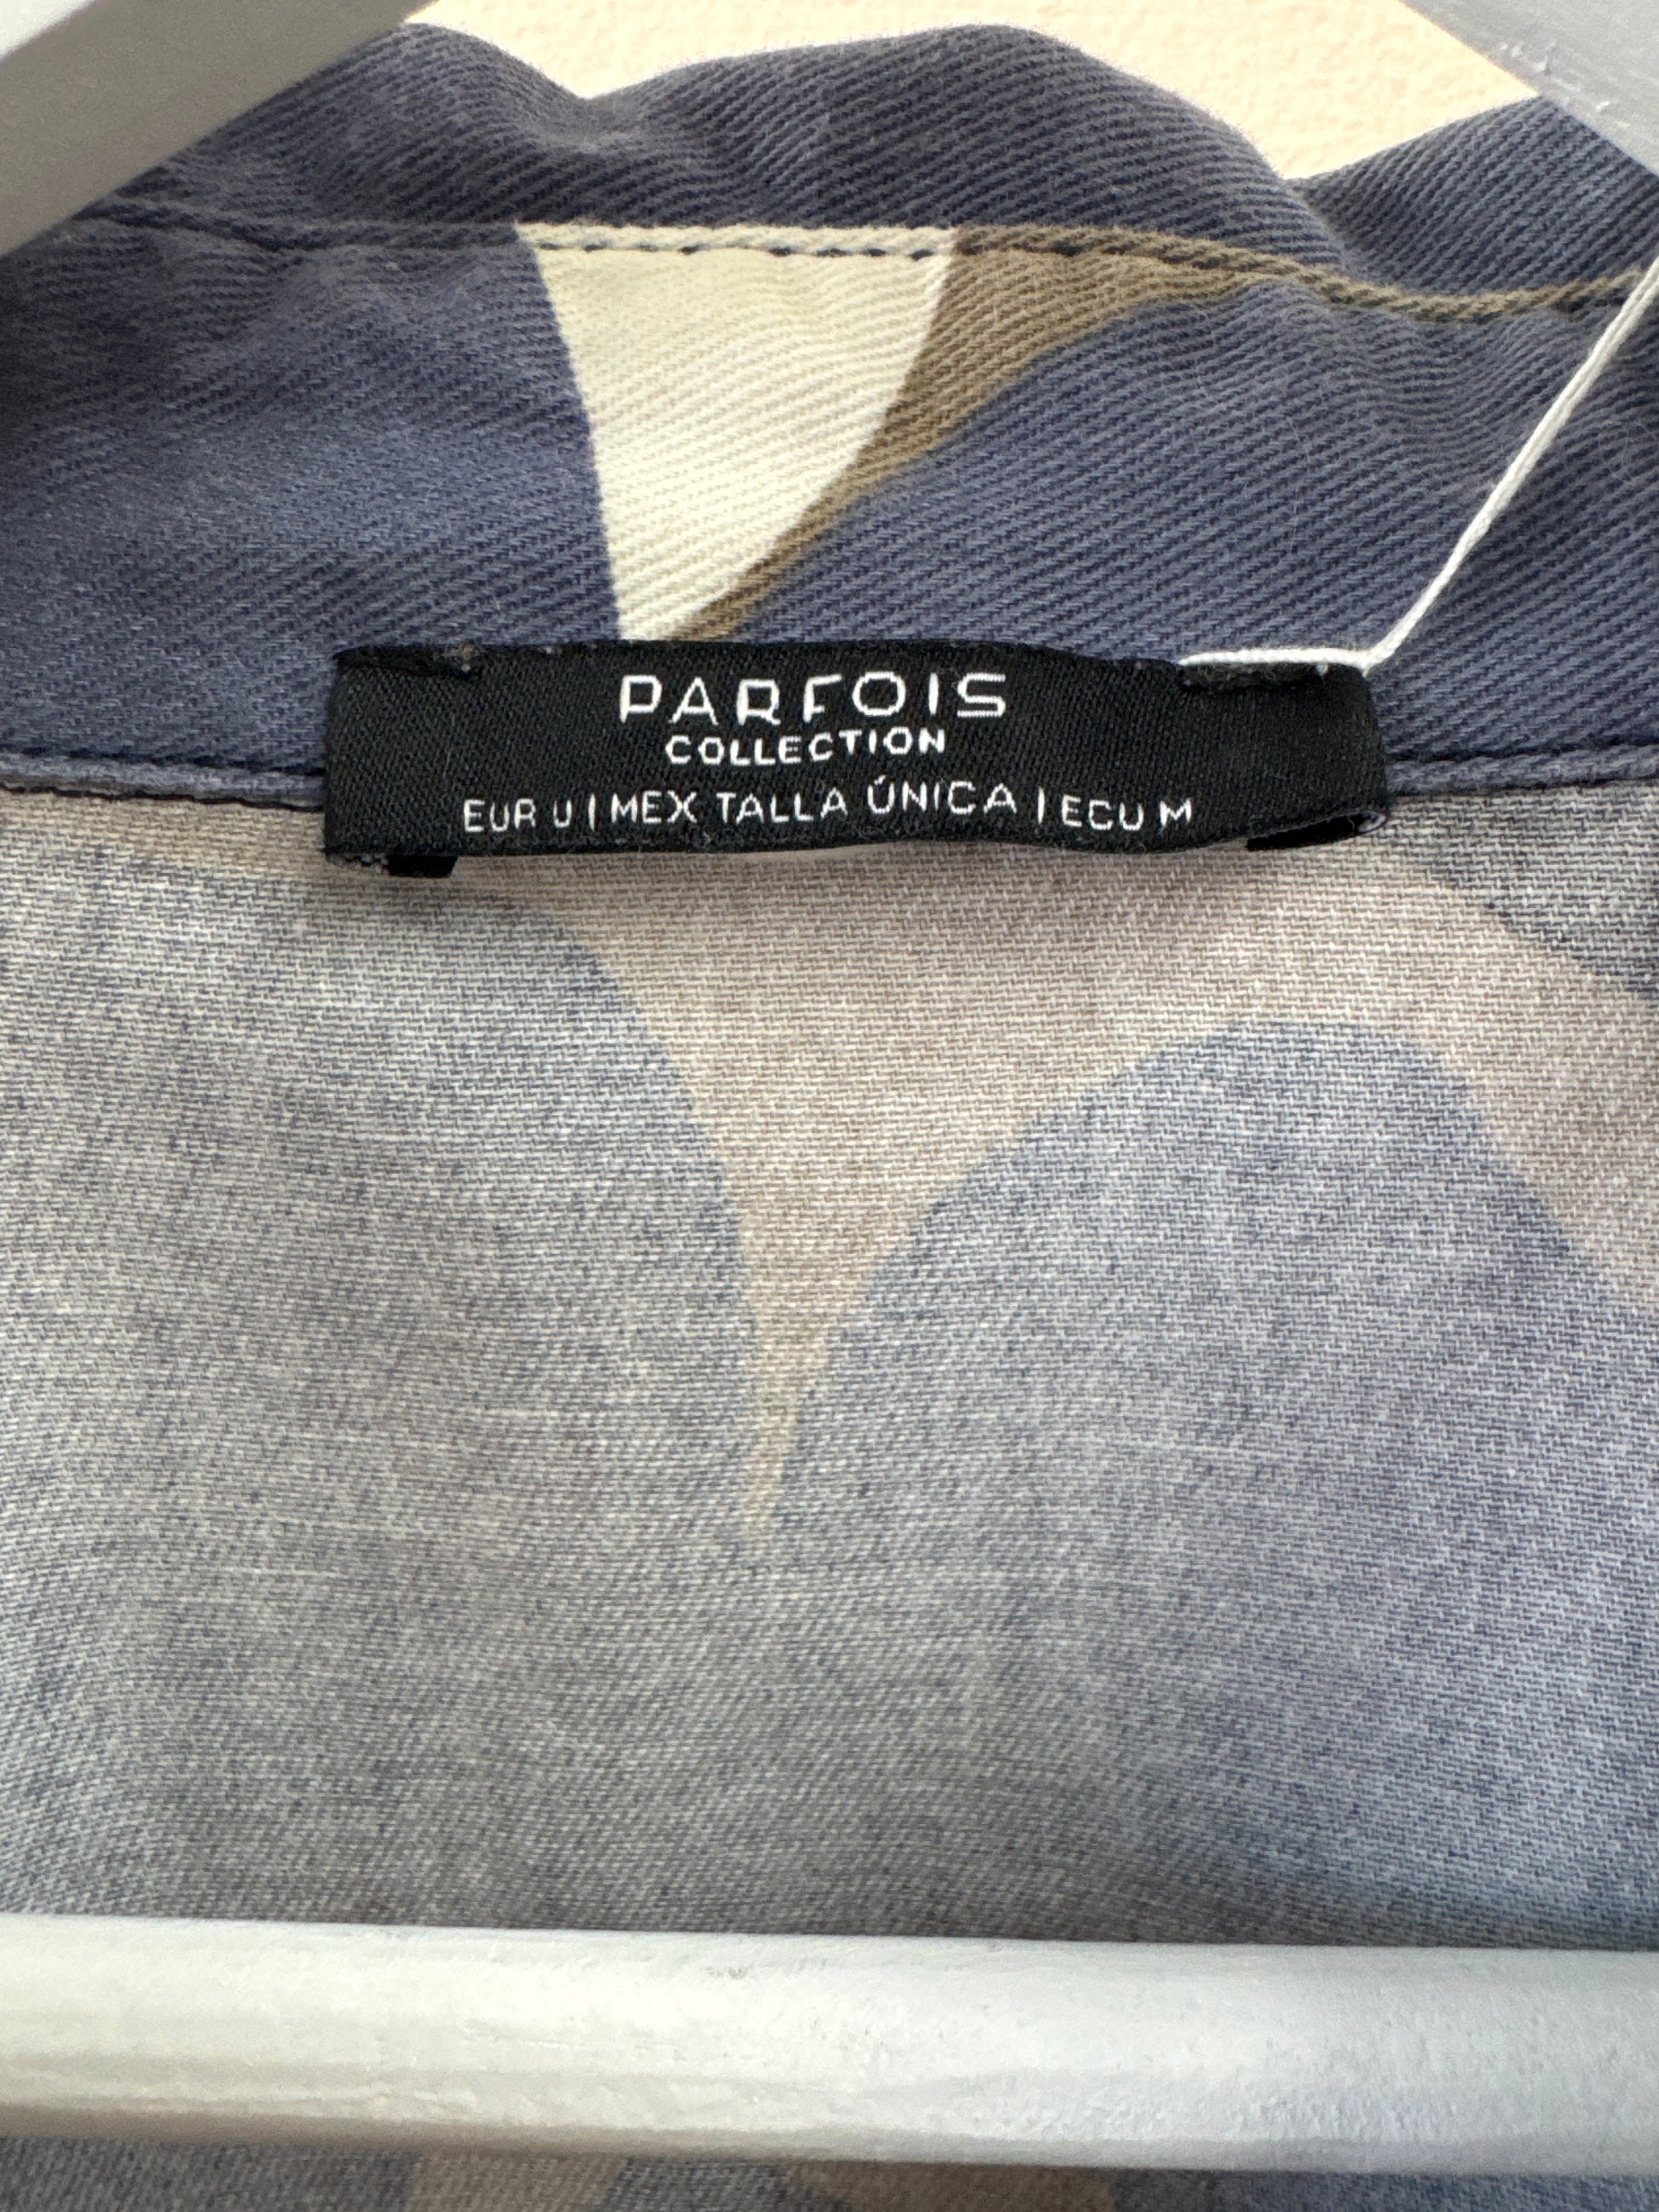 PARFOIS
COLLECTION
EUR U | MEX TALLA ÚNICA | ECU M